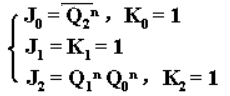 J₀ = Q̅₂ⁿ , K₀ = 1
J₁ = K₁ = 1
J₂ = Q₁ⁿ Q₀ⁿ , K₂ = 1